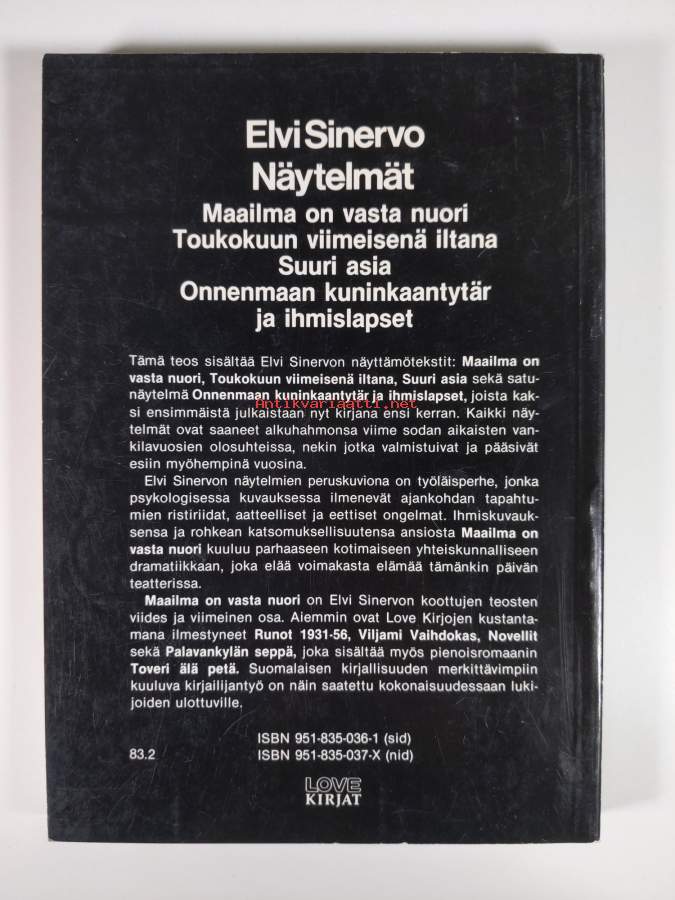 Elvi Sinervo
Näytelmät
Maailma on vasta nuori
Toukokuun viimeisenä iltana
Suuri asia
Onnenmaan kuninkaantytär
ja ihmislapset
Tämä teos sisältää Elvi Sinervon näyttämötekstit: Maailma on
vasta nuori, Toukokuun viimeisenä iltana, Suuri asia sekä satu-
näytelmä Onnenmaan kuninkaantytär ja ihmislapset, joista kak-
Antikvariaatti.net
si ensimmäistä julkaistaan nyt kirjana ensi kerran. Kaikki näy-
telmät ovat saaneet alkuhahmonsa viime sodan aikaisten van-
kilavuosien olosuhteissa, nekin jotka valmistuivat ja pääsivät
esiin myöhempinä vuosina.
Elvi Sinervon näytelmien peruskuviona on työläisperhe, jonka
psykologisessa kuvauksessa ilmenevät ajankohdan tapahtu-
mien ristiriidat, aatteelliset ja eettiset ongelmat. Ihmiskuvauk-
sensa ja rohkean katsomuksellisuutensa ansiosta Maailma on
vasta nuori kuuluu parhaaseen kotimaiseen yhteiskunnalliseen
dramatiikkaan, joka elää voimakasta elämää tämänkin päivän
teatterissa.
Maailma on vasta nuori on Elvi Sinervon koottujen teosten
viides ja viimeinen osa. Aiemmin ovat Love Kirjojen kustanta-
mana ilmestyneet Runot 1931-56, Viljami Vaihdokas, Novellit
sekä Palavankylän seppä, joka sisältää myös pienoisromaanin
Toveri älä petä. Suomalaisen kirjallisuuden merkittävimpiin
kuuluva kirjailijantyö on näin saatettu kokonaisuudessaan luki-
joiden ulottuville.
ISBN 951-835-036-1 (sid)
83.2 ISBN 951-835-037-X (nid)
LOVE
KIRJAT